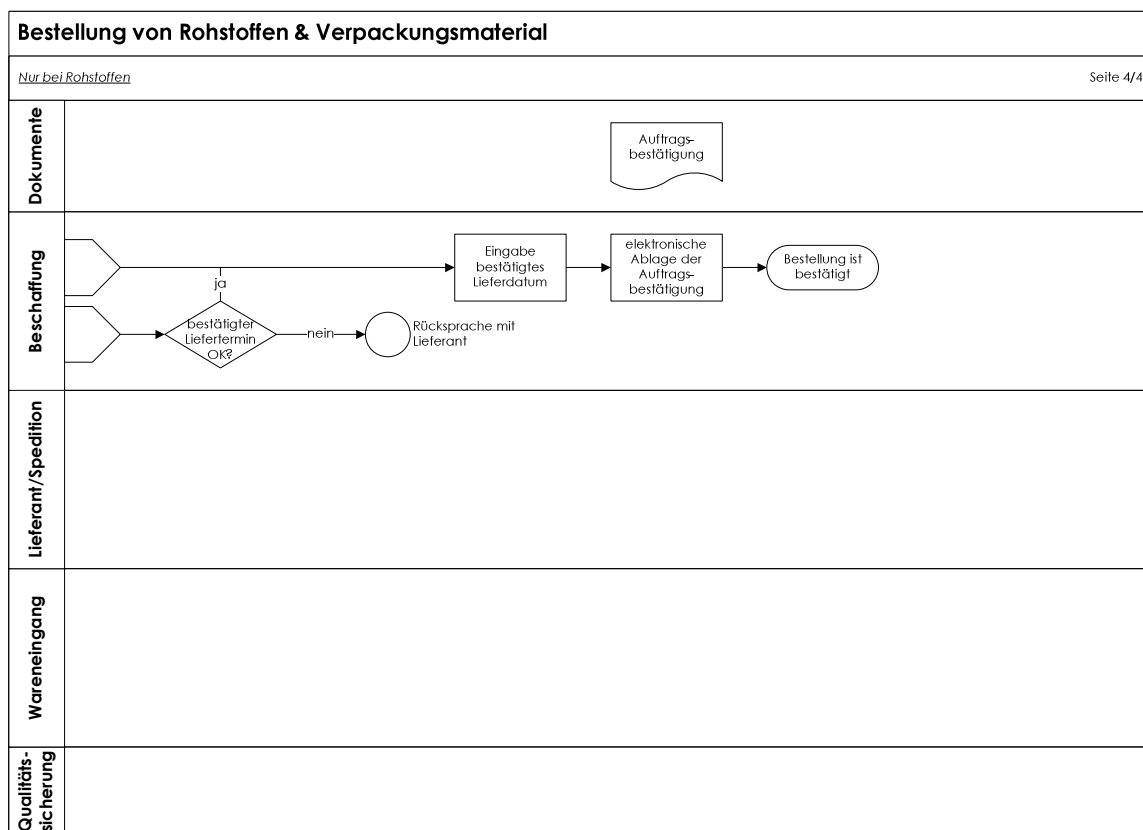 Bestellung von Rohstoffen & Verpackungsmaterial
Nur bei Rohstoffen
Seite 4/4
Dokumente
Auftrags-
bestätigung
Beschaffung
Eingabe
bestätigtes
Lieferdatum
elektronische
Ablage der
Auftrags-
bestätigung
Bestellung ist
bestätigt
ja
bestätigter
Liefertermin
OK?
nein
Rücksprache mit
Lieferant
Lieferant/Spedition
Wareneingang
Qualitäts-
sicherung